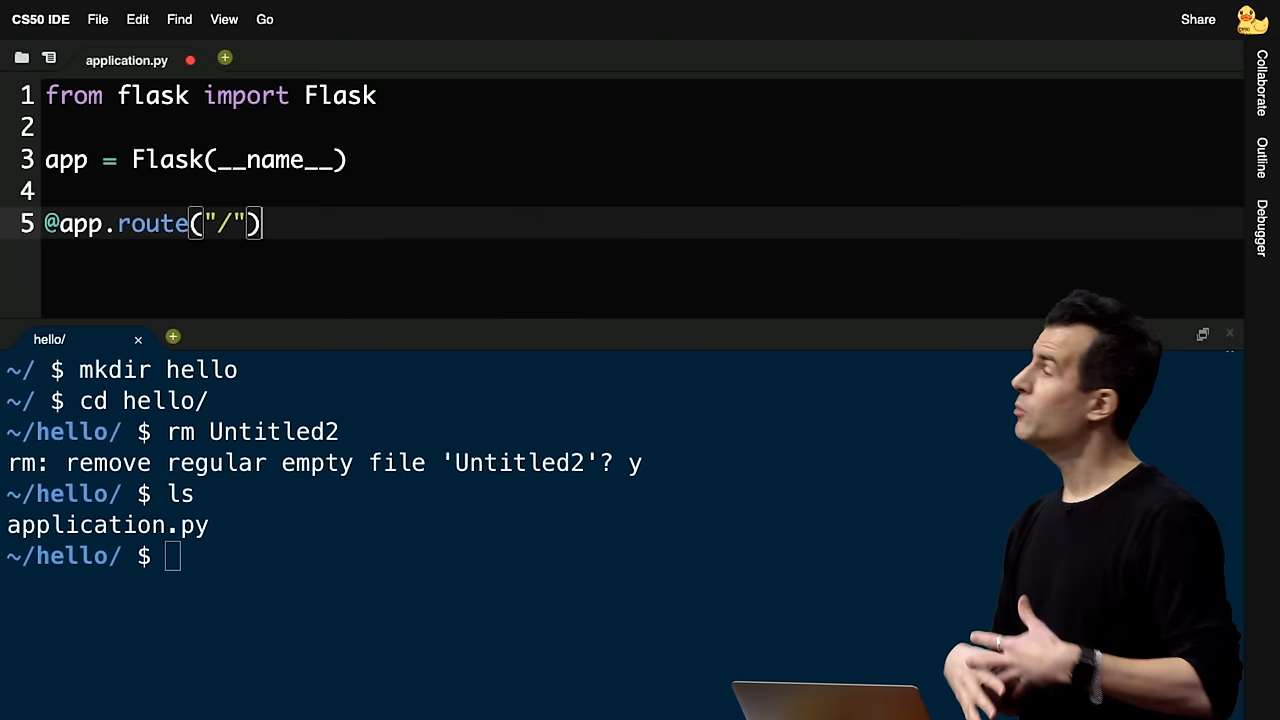 CS50 IDE File Edit Find View Go Share
application.py
1 from flask import Flask
2
3 app = Flask(__name__)
4
5 @app.route("/")
Collaborate
Outline
Debugger
hello/
~/ $ mkdir hello
~/ $ cd hello/
~/hello/ $ rm Untitled2
rm: remove regular empty file 'Untitled2'? y
~/hello/ $ ls
application.py
~/hello/ $